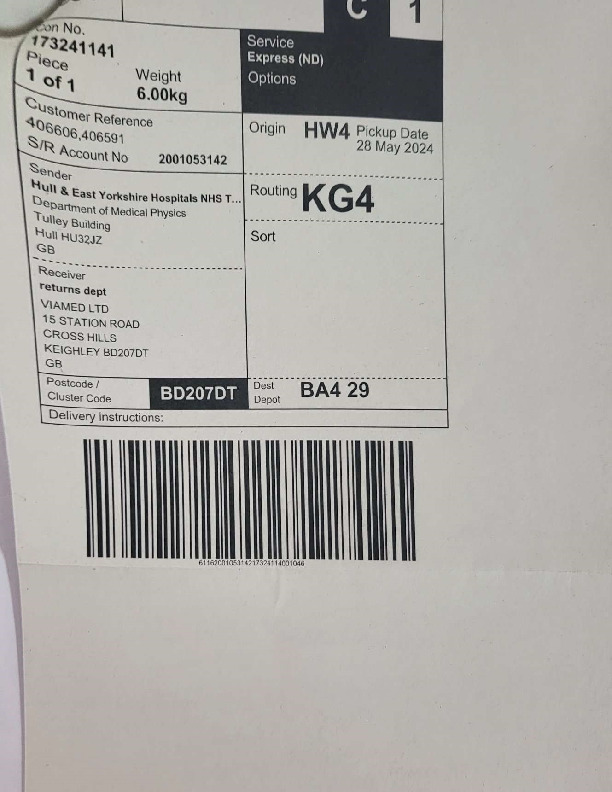 C 1
Con No.
173241141
Piece
1 of 1
Weight
6.00kg
Service
Express (ND)
Options
Customer Reference
406606,406591
S/R Account No 2001053142
Origin HW4 Pickup Date
28 May 2024
Sender
Hull & East Yorkshire Hospitals NHS T...
Department of Medical Physics
Tulley Building
Hull HU32JZ
GB
Routing KG4
Sort
Receiver
returns dept
VIAMED LTD
15 STATION ROAD
CROSS HILLS
KEIGHLEY BD207DT
GB
Postcode /
Cluster Code
BD207DT
Dest
Depot
BA4 29
Delivery Instructions: